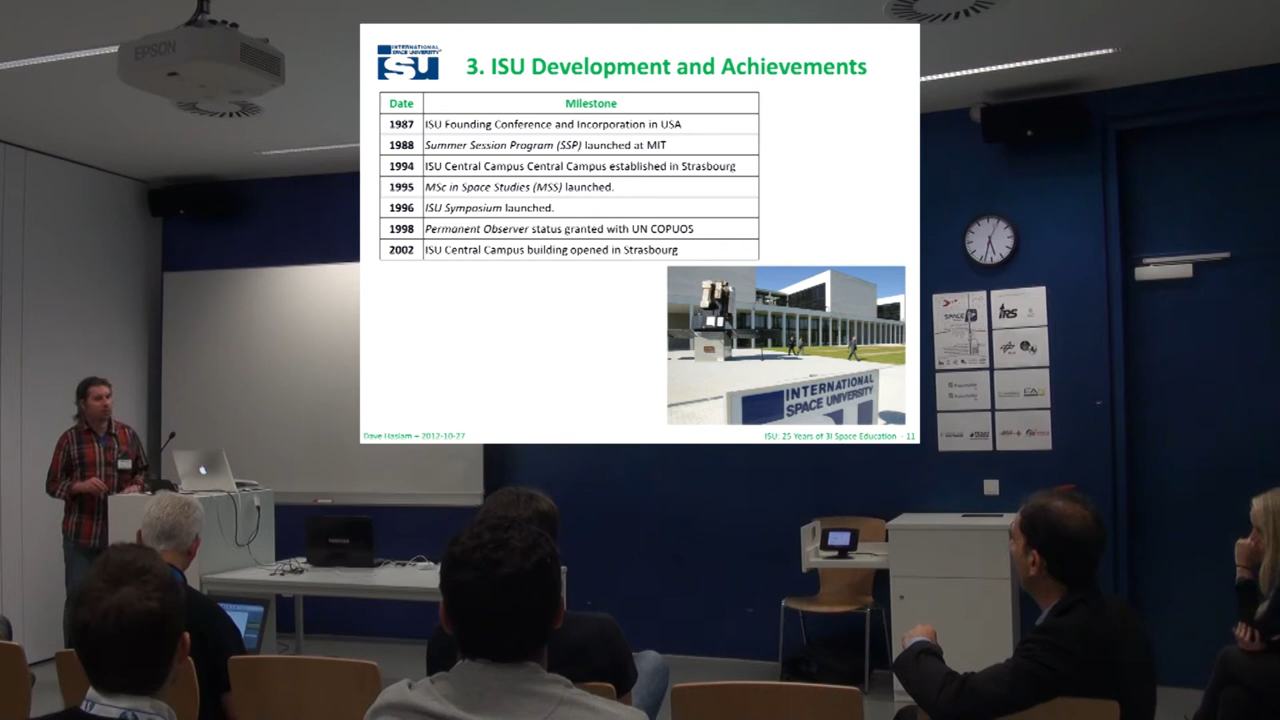 EPSON
INTERNATIONAL
SPACE UNIVERSITY
ISU
3. ISU Development and Achievements
Date Milestone
1987 ISU Founding Conference and Incorporation in USA
1988 Summer Session Program (SSP) launched at MIT
1994 ISU Central Campus Central Campus established in Strasbourg
1995 MSc in Space Studies (MSS) launched.
1996 ISU Symposium launched.
1998 Permanent Observer status granted with UN COPUOS
2002 ISU Central Campus building opened in Strasbourg
INTERNATIONAL
SPACE UNIVERSITY
Dave Haslam – 2012-10-27
ISU: 25 Years of 3I Space Education - 11
SPACE
IRS
DLR
TOSHIBA